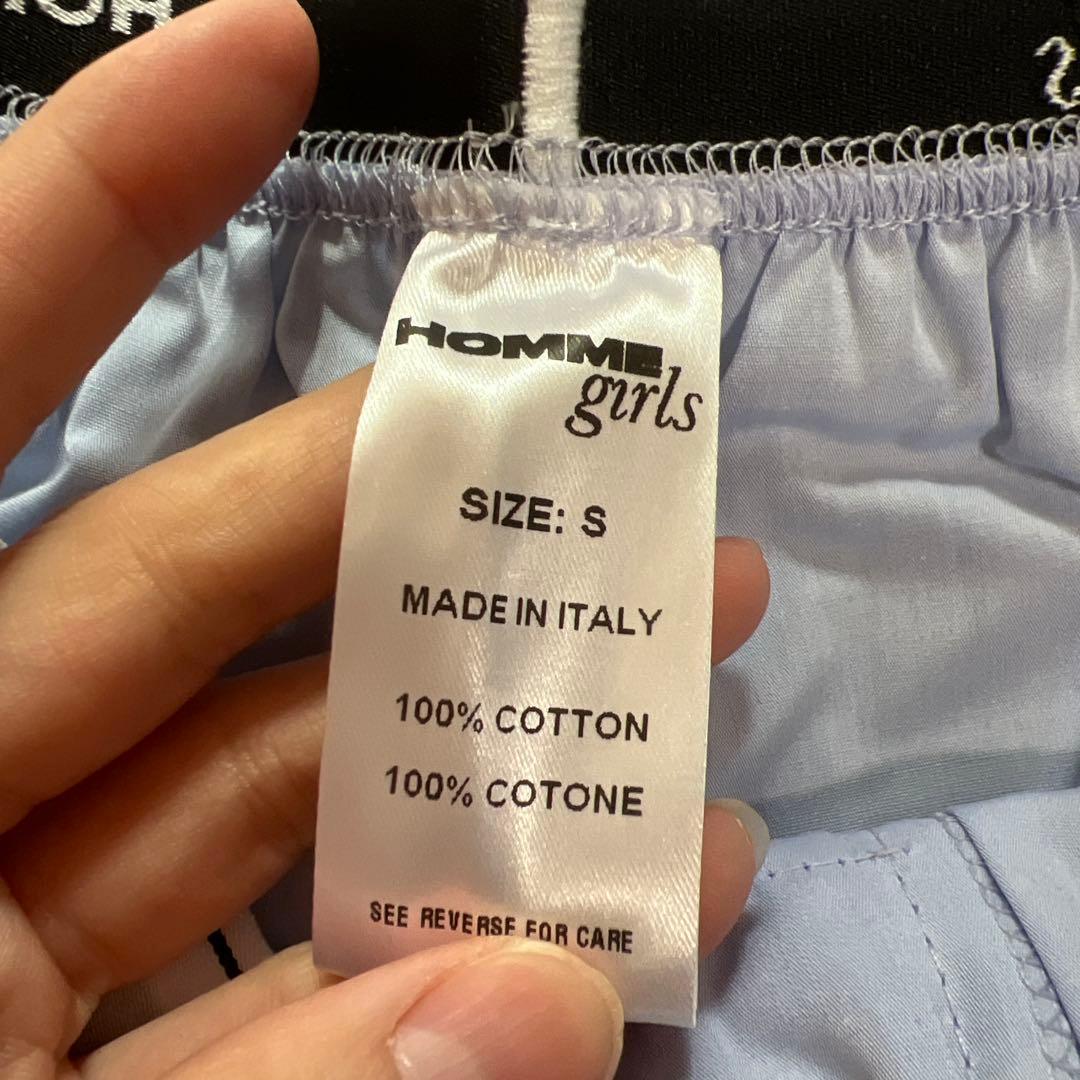 HOMME
girls
SIZE: S
MADE IN ITALY
100% COTTON
100% COTONE
SEE REVERSE FOR CARE